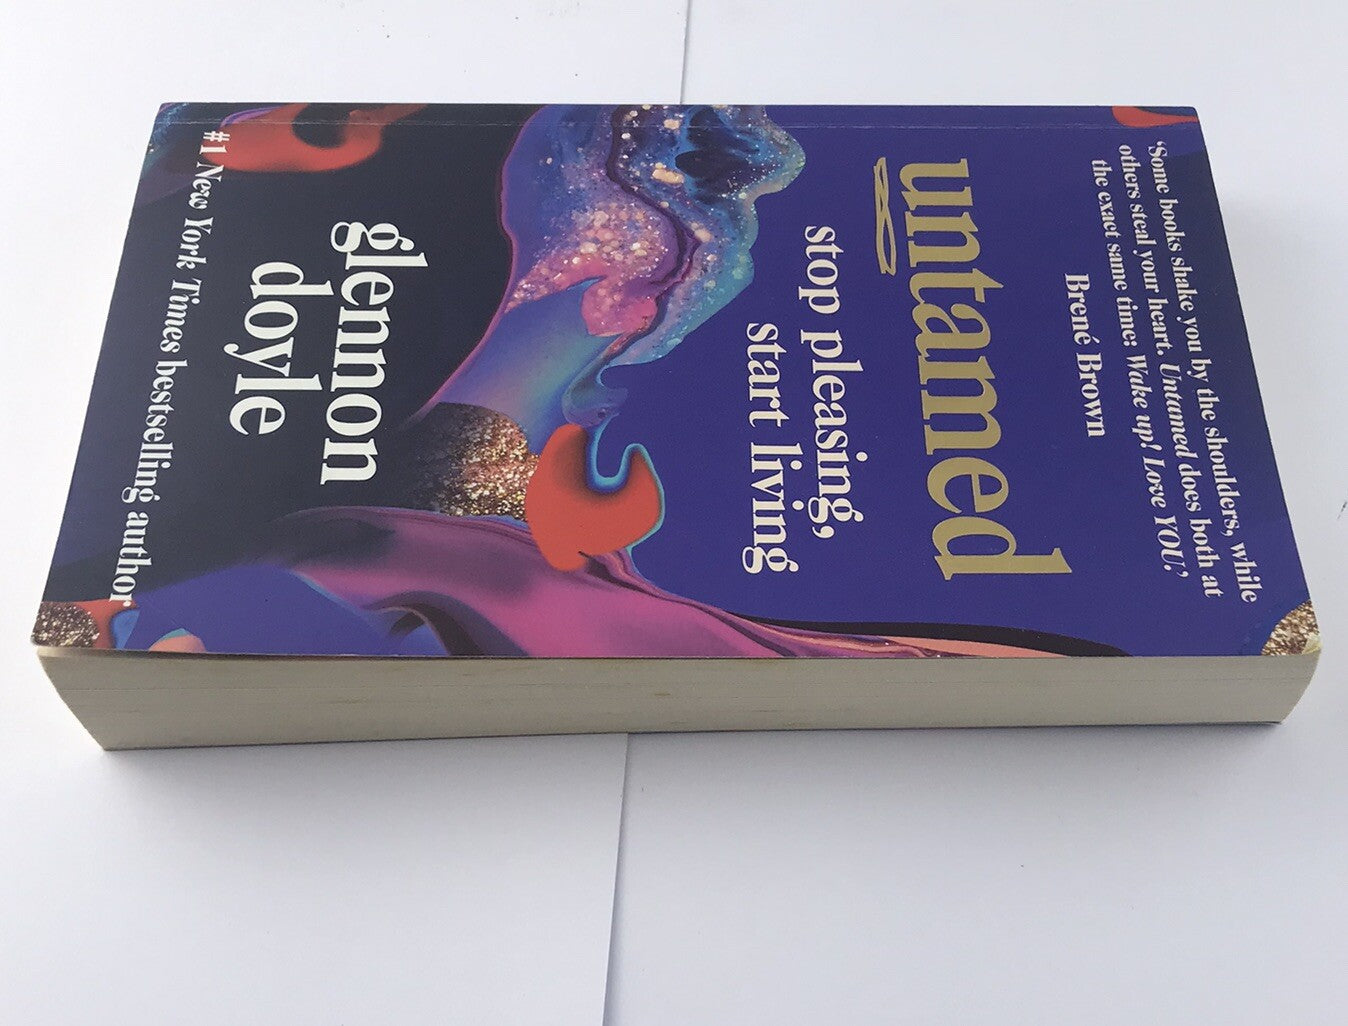 'Some books shake you by the shoulders, while
others steal your heart. Untamed does both at
the exact same time: Wake up! Love YOU.'
Brené Brown
untamed
stop pleasing,
start living
glennon
doyle
#1 New York Times bestselling author